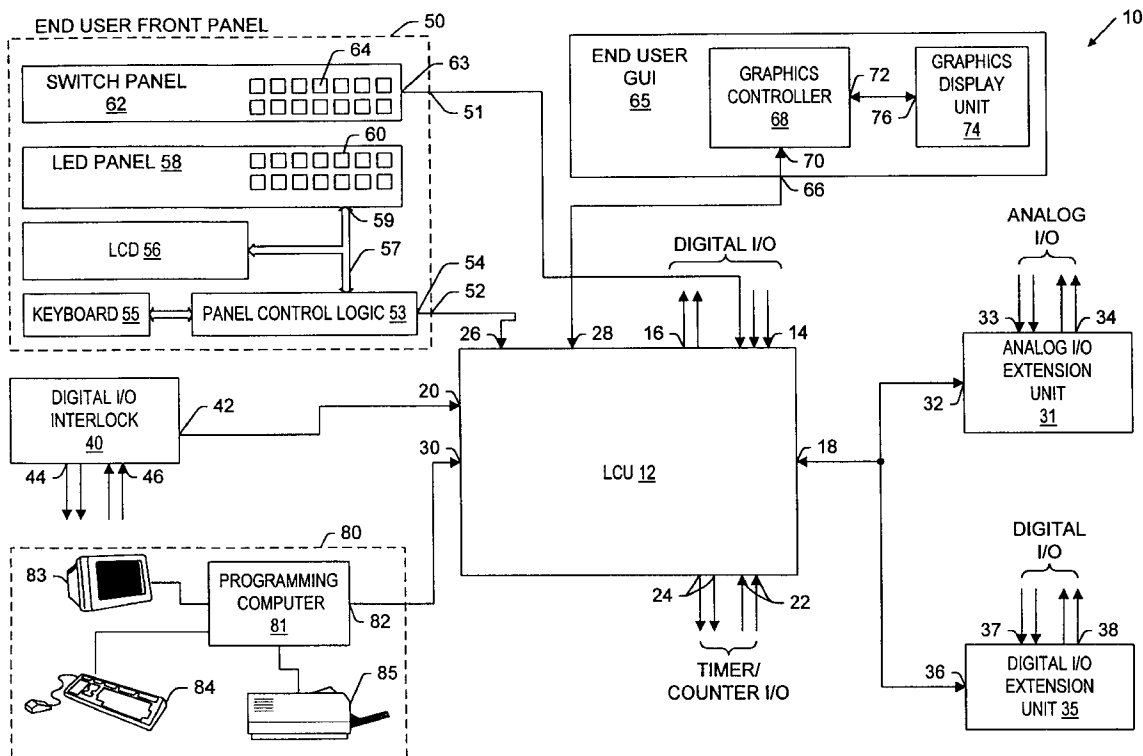 10
END USER FRONT PANEL
50
64
SWITCH PANEL
62
63
51
60
LED PANEL 58
59
LCD 56
57
54
52
KEYBOARD 55
PANEL CONTROL LOGIC 53
END USER
GUI
65
GRAPHICS
CONTROLLER
68
72
76
GRAPHICS
DISPLAY
UNIT
74
70
66
DIGITAL I/O
26
28
16
14
ANALOG
I/O
33
34
ANALOG I/O
EXTENSION
UNIT
31
32
DIGITAL I/O
INTERLOCK
40
42
44
46
20
30
LCU 12
18
24
22
TIMER/
COUNTER I/O
DIGITAL
I/O
37
38
36
DIGITAL I/O
EXTENSION
UNIT 35
80
83
PROGRAMMING
COMPUTER
81
82
84
85